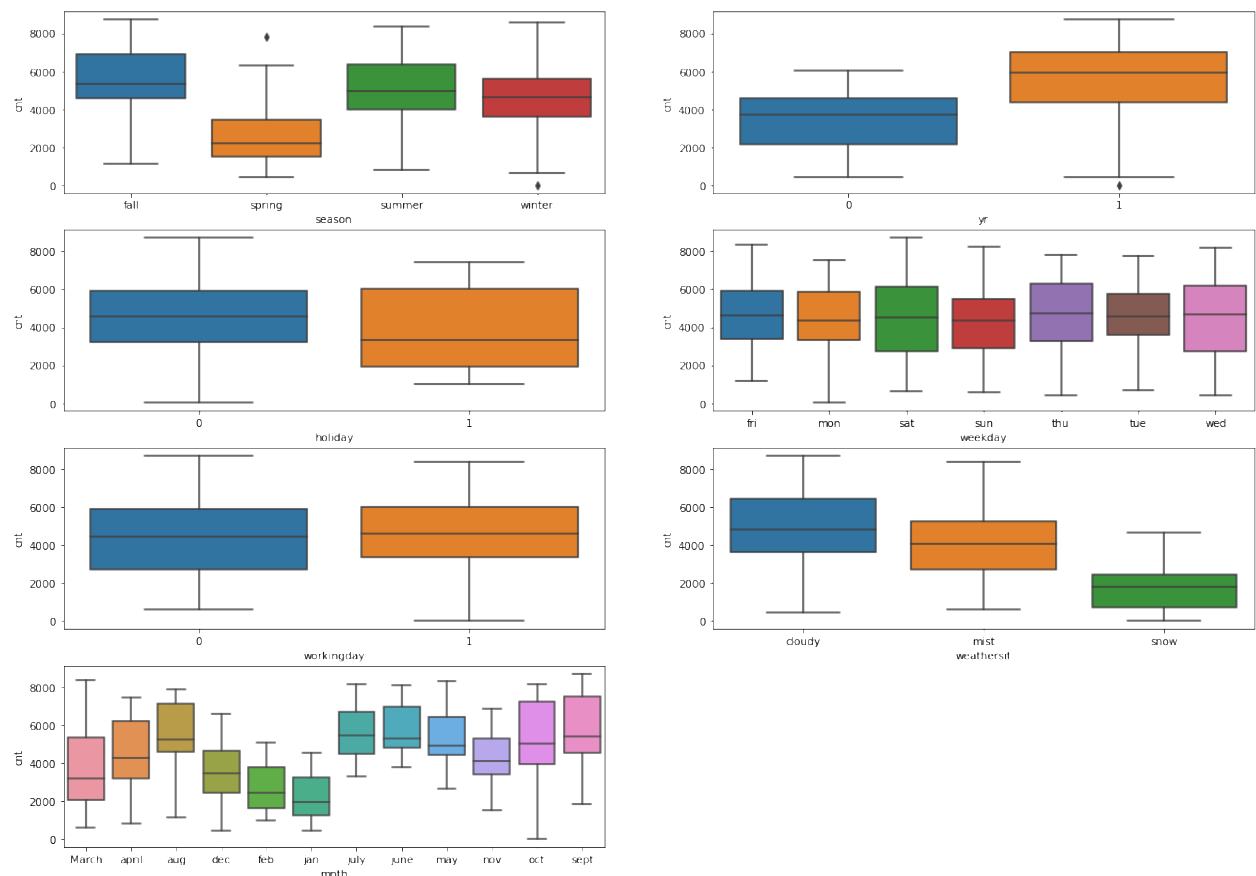 cnt
8000
6000
4000
2000
0
fall spring summer winter
season
cnt
8000
6000
4000
2000
0
0 1
yr
cnt
8000
6000
4000
2000
0
0 1
holiday
cnt
8000
6000
4000
2000
0
fri mon sat sun thu tue wed
weekday
cnt
8000
6000
4000
2000
0
0 1
workingday
cnt
8000
6000
4000
2000
0
cloudy mist snow
weathersit
cnt
8000
6000
4000
2000
0
March april aug dec feb jan july june may nov oct sept
mnth